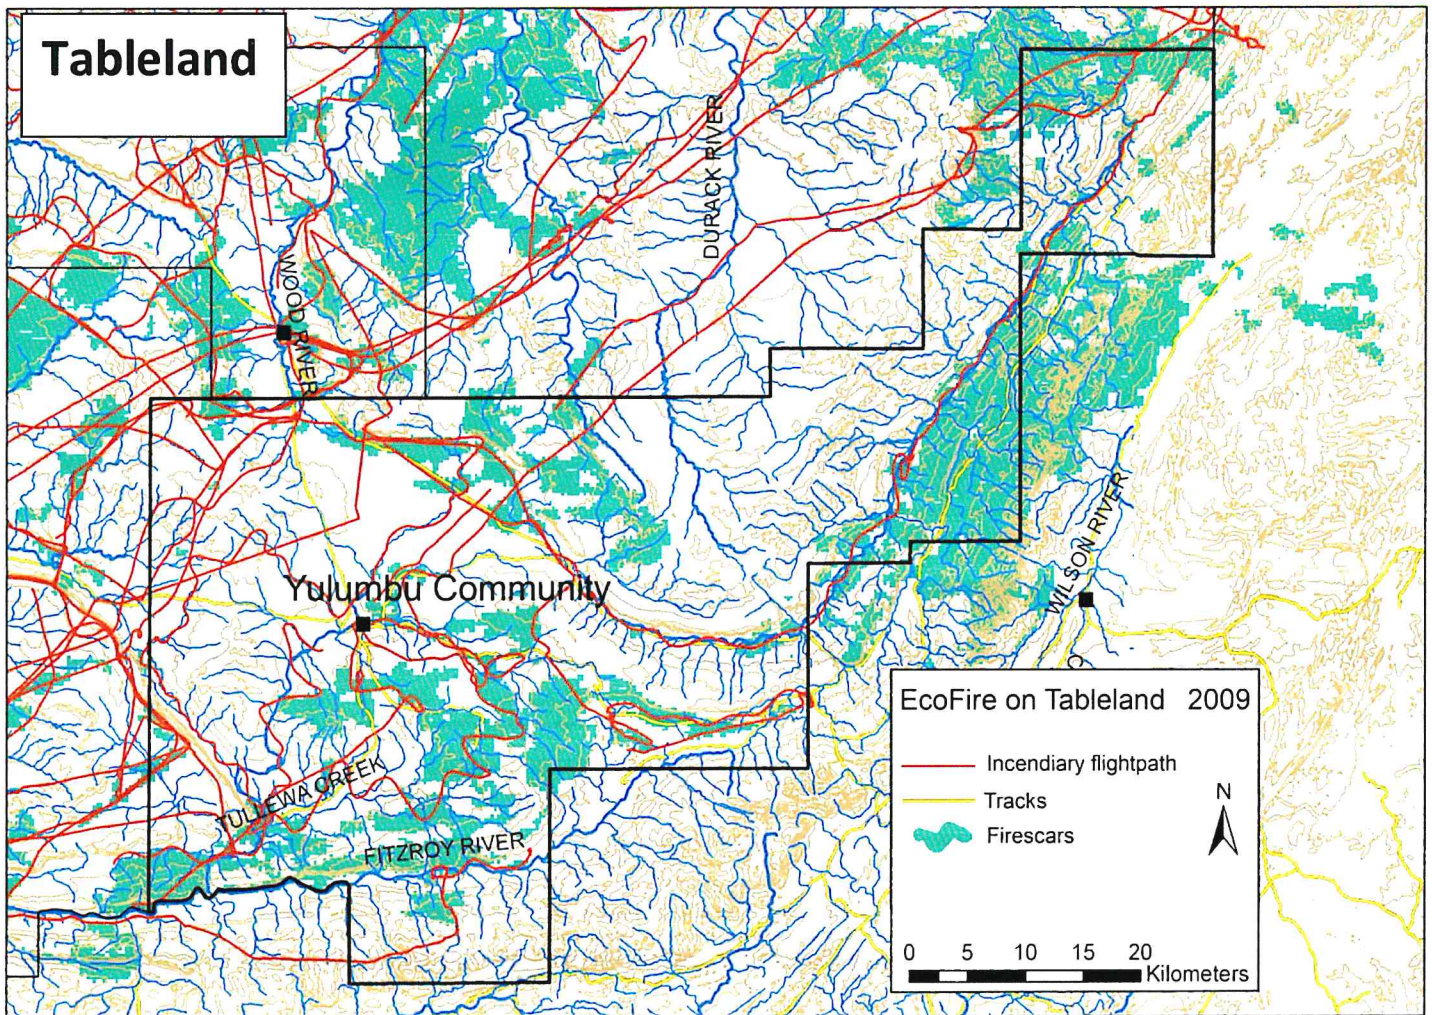 Tableland
DURACK RIVER
WOOD RIVER
Yulumbu Community
WILSON RIVER
TULLEWA CREEK
FITZROY RIVER
EcoFire on Tableland 2009
Incendiary flightpath
Tracks
Firescars
N
0 5 10 15 20
Kilometers